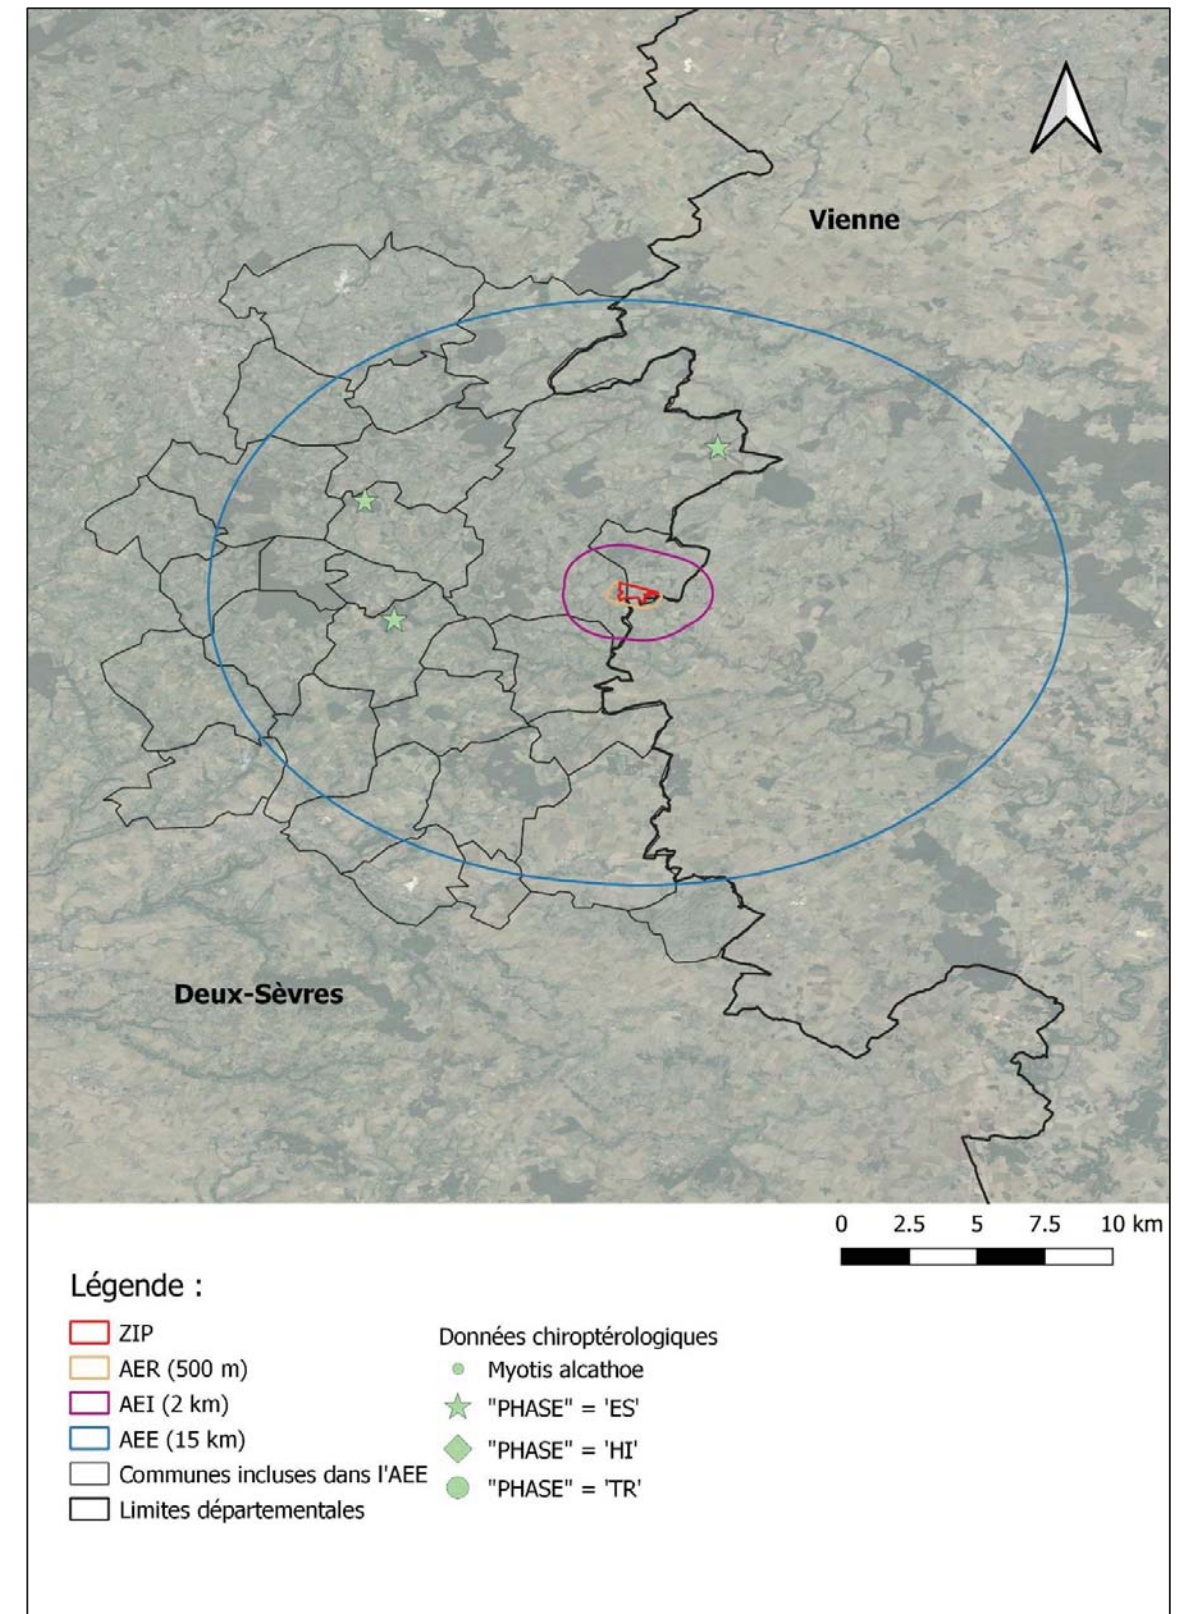 Vienne
Deux-Sèvres
0 2.5 5 7.5 10 km
Légende :
ZIP
AER (500 m)
AEI (2 km)
AEE (15 km)
Communes incluses dans l'AEE
Limites départementales
Données chiroptérologiques
Myotis alcathoe
"PHASE" = 'ES'
"PHASE" = 'HI'
"PHASE" = 'TR'